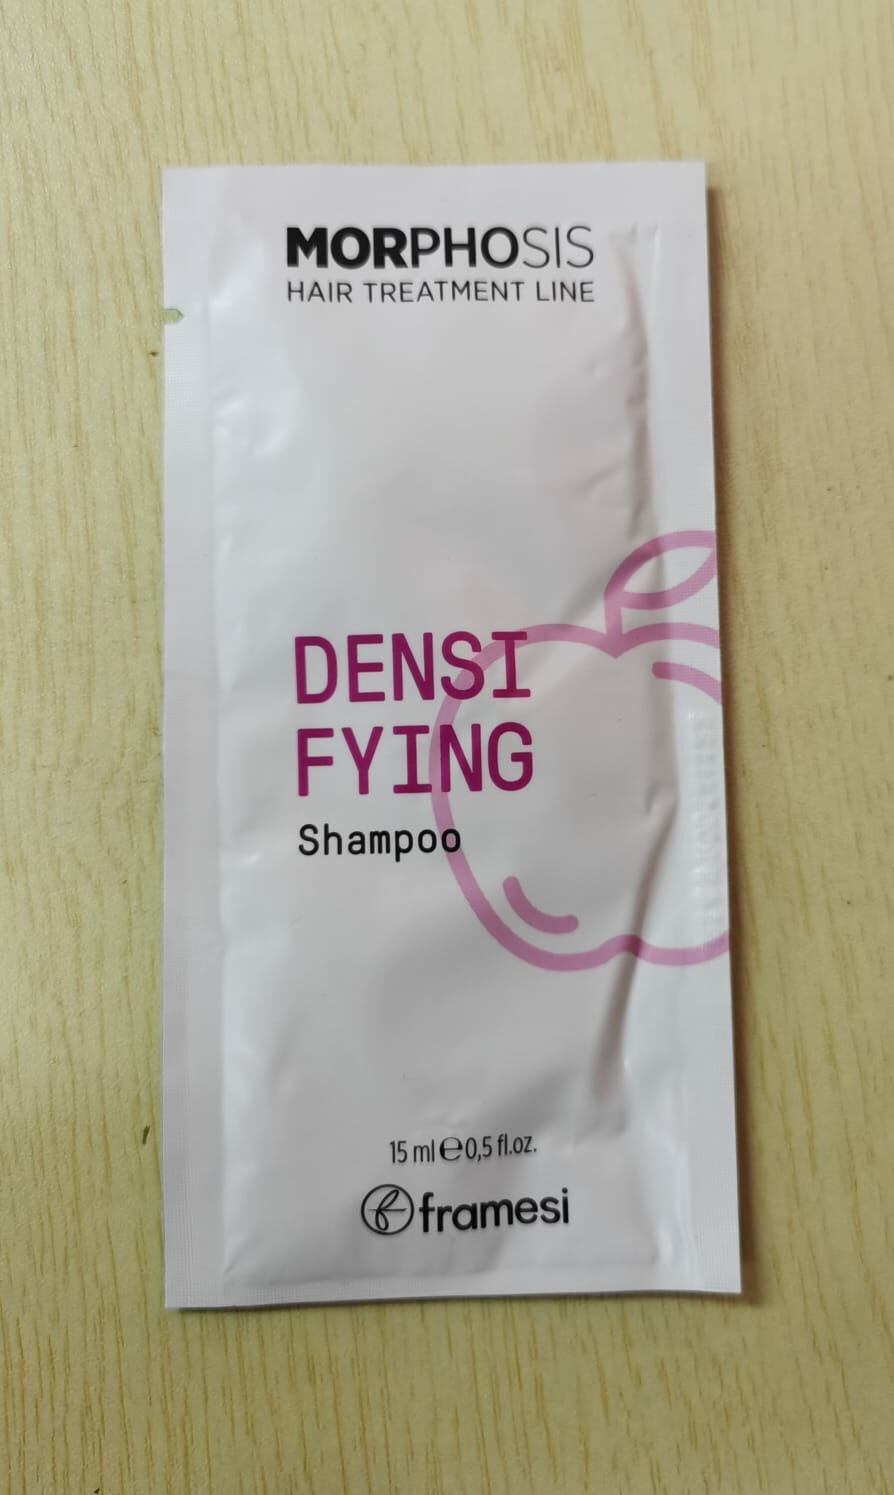 MORPHOSIS
HAIR TREATMENT LINE
DENSI
FYING
Shampoo
15 ml ℮ 0,5 fl.oz.
framesi